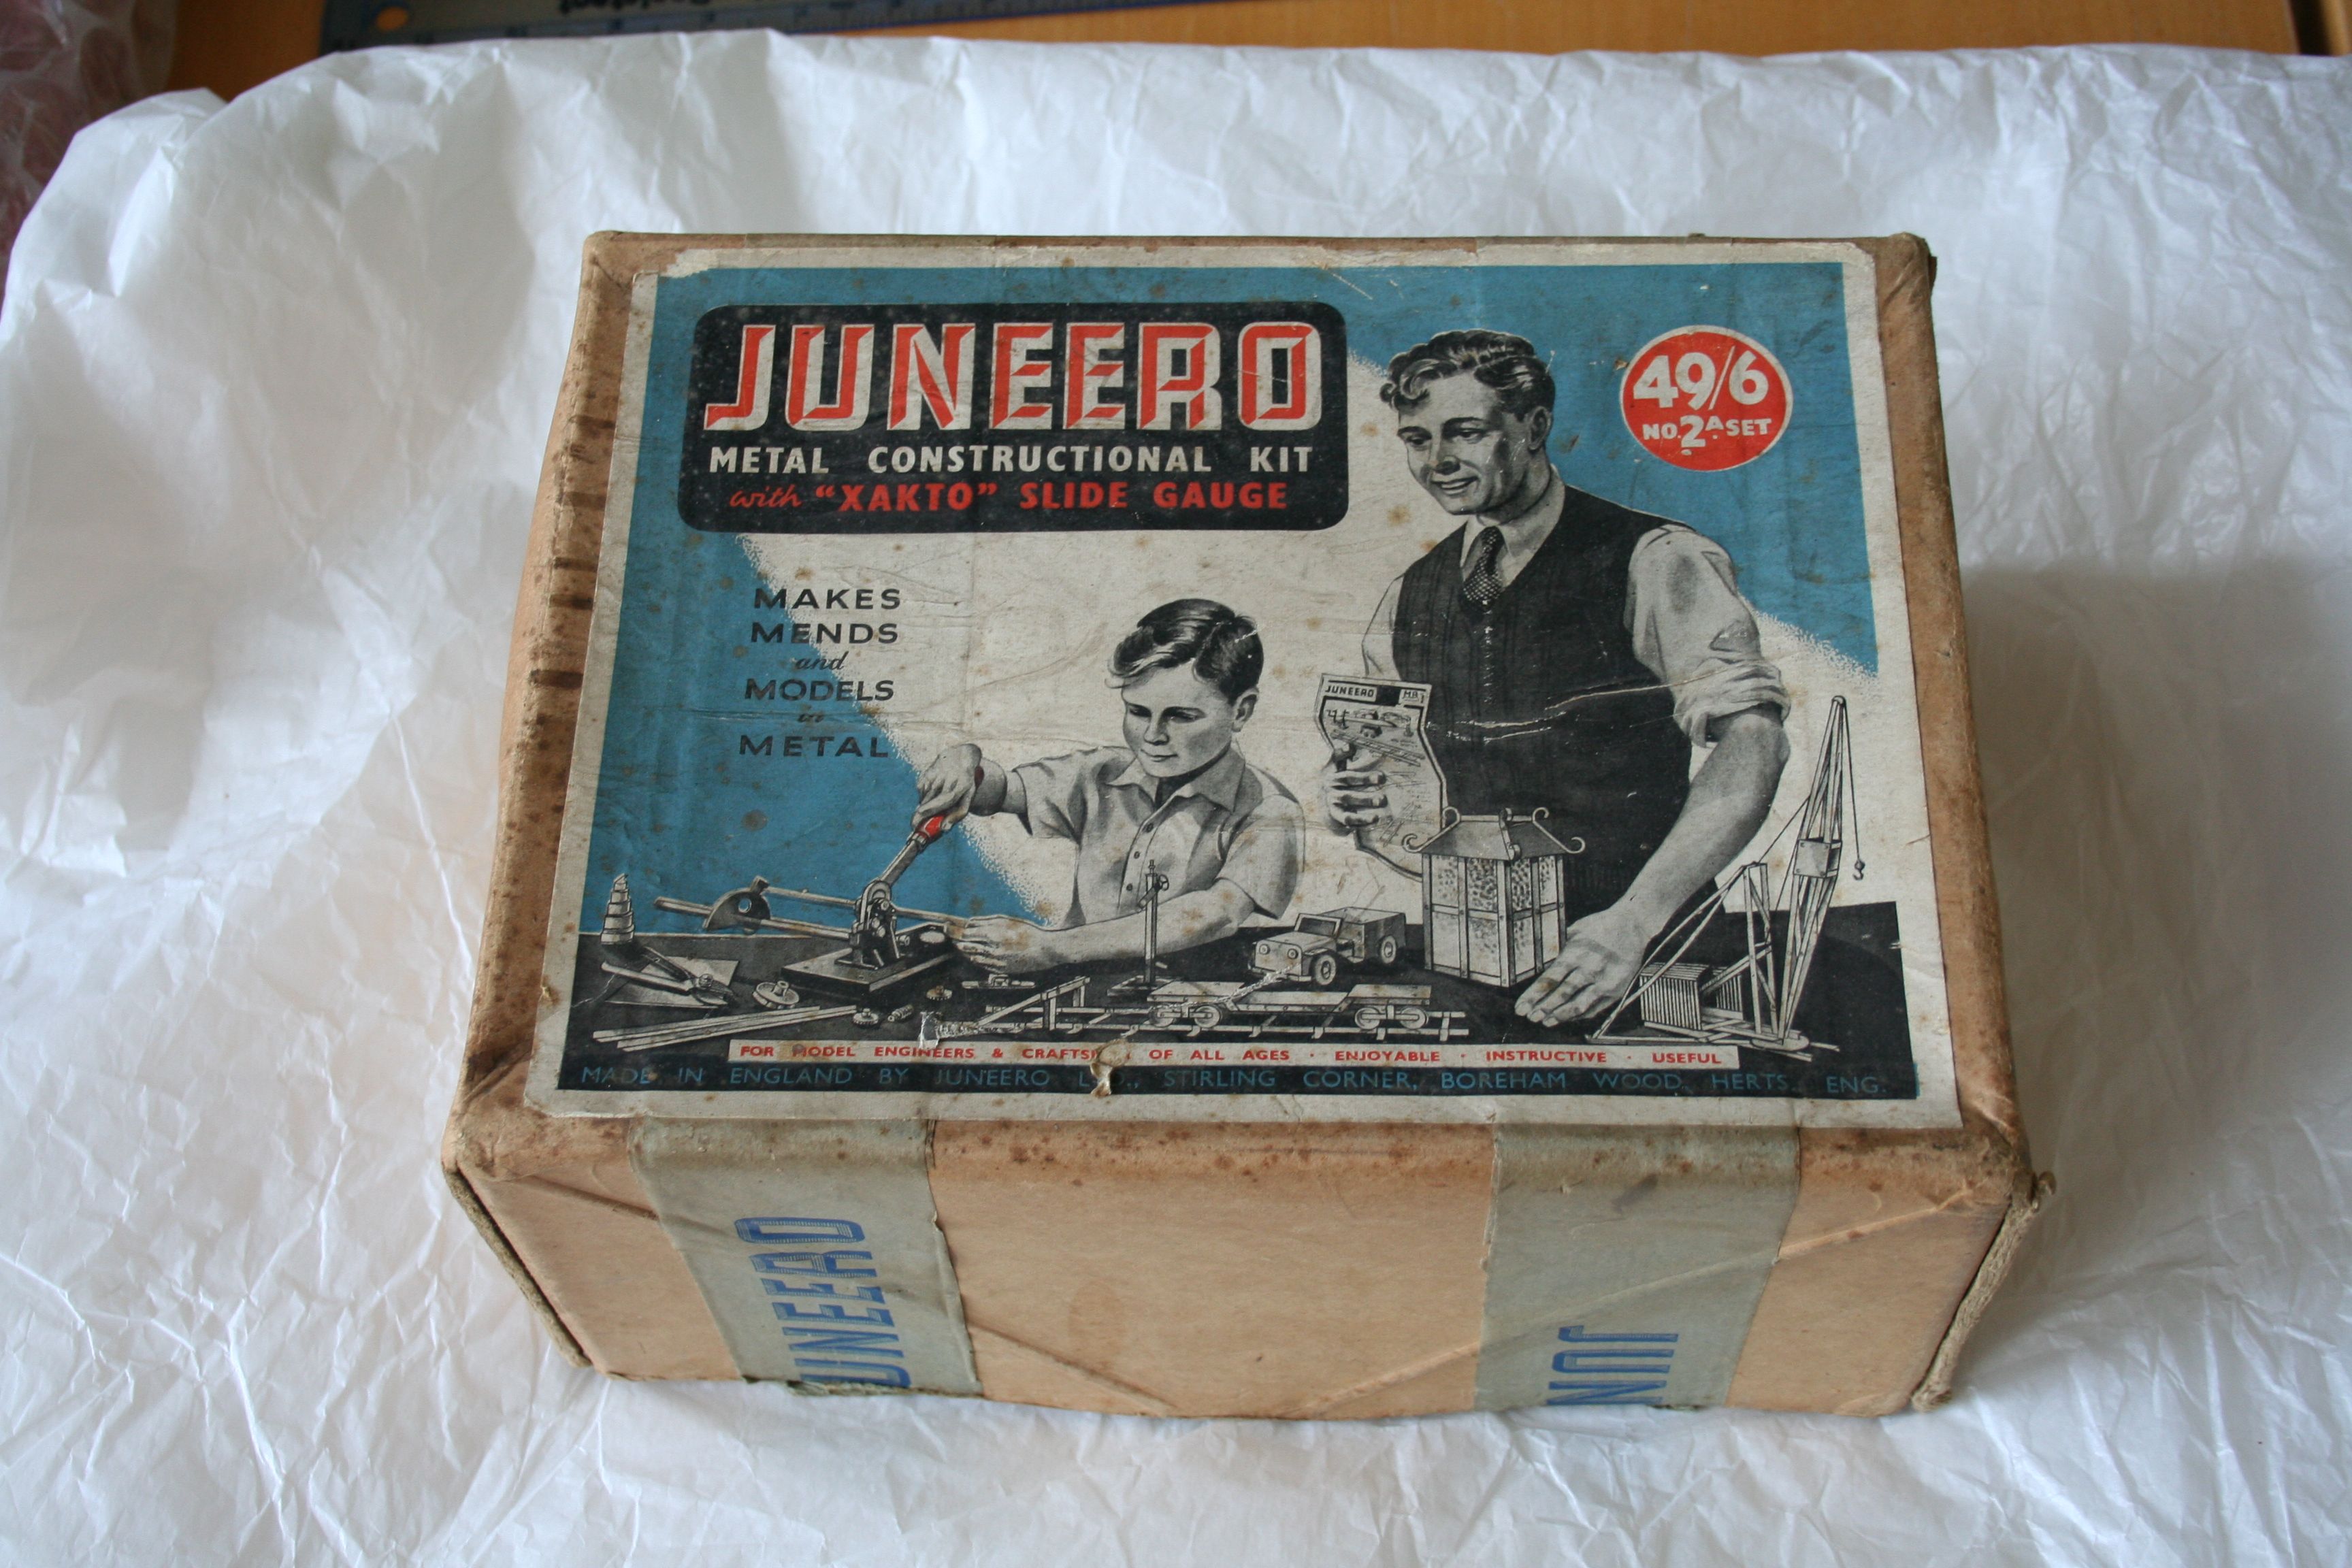 JUNEERO
METAL CONSTRUCTIONAL KIT
with "XAKTO" SLIDE GAUGE
49/6
NO. 2A SET
MAKES
MENDS
and
MODELS
in
METAL
JUNEERO
FOR MODEL ENGINEERS & OF ALL AGES · ENJOYABLE · INSTRUCTIVE · USEFUL
MADE IN ENGLAND BY JUNEERO STIRLING CORNER, BOREHAM WOOD, HERTS. ENG.
JUNEERO
JUN